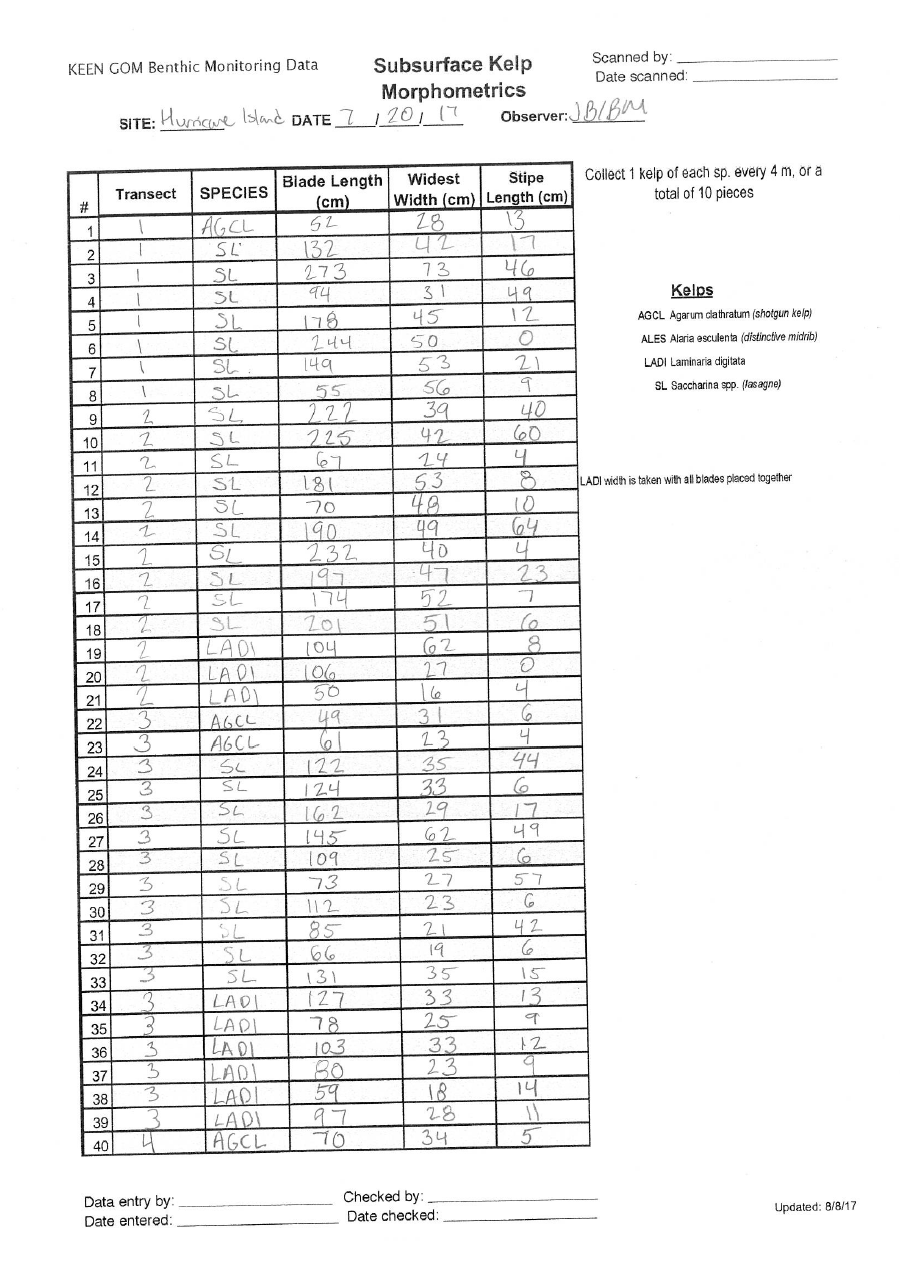 KEEN GOM Benthic Monitoring Data
Subsurface Kelp Morphometrics
Scanned by:
Date scanned:
SITE: Hurricane Island DATE 7 / 20 / 17 Observer: JB/BM
Collect 1 kelp of each sp. every 4 m, or a total of 10 pieces
# Transect SPECIES Blade Length (cm) Widest Width (cm) Stipe Length (cm)
1 1 AGCL 52 28 13
2 1 SL 132 42 17
3 1 SL 273 73 46
4 1 SL 94 31 49
5 1 SL 178 45 12
6 1 SL 244 50 0
7 1 SL 149 53 21
8 1 SL 55 56 9
9 2 SL 222 39 40
10 2 SL 225 42 60
11 2 SL 67 24 4
12 2 SL 181 53 8
13 2 SL 70 48 10
14 2 SL 190 49 64
15 2 SL 232 40 4
16 2 SL 197 47 23
17 2 SL 174 52 7
18 2 SL 201 51 6
19 2 LADI 104 62 8
20 2 LADI 106 27 0
21 2 LADI 50 16 4
22 3 AGCL 49 31 6
23 3 AGCL 61 23 4
24 3 SL 122 35 44
25 3 SL 124 33 6
26 3 SL 162 29 17
27 3 SL 145 62 49
28 3 SL 109 25 6
29 3 SL 73 27 57
30 3 SL 112 23 6
31 3 SL 85 21 42
32 3 SL 66 19 6
33 3 SL 131 35 15
34 3 LADI 127 33 13
35 3 LADI 78 25 9
36 3 LADI 103 33 12
37 3 LADI 80 23 9
38 3 LADI 59 18 14
39 3 LADI 97 28 11
40 4 AGCL 70 34 5
Kelps
AGCL Agarum clathratum (shotgun kelp)
ALES Alaria esculenta (distinctive midrib)
LADI Laminaria digitata
SL Saccharina spp. (lasagne)
LADI width is taken with all blades placed together
Data entry by:
Date entered:
Checked by:
Date checked:
Updated: 8/8/17